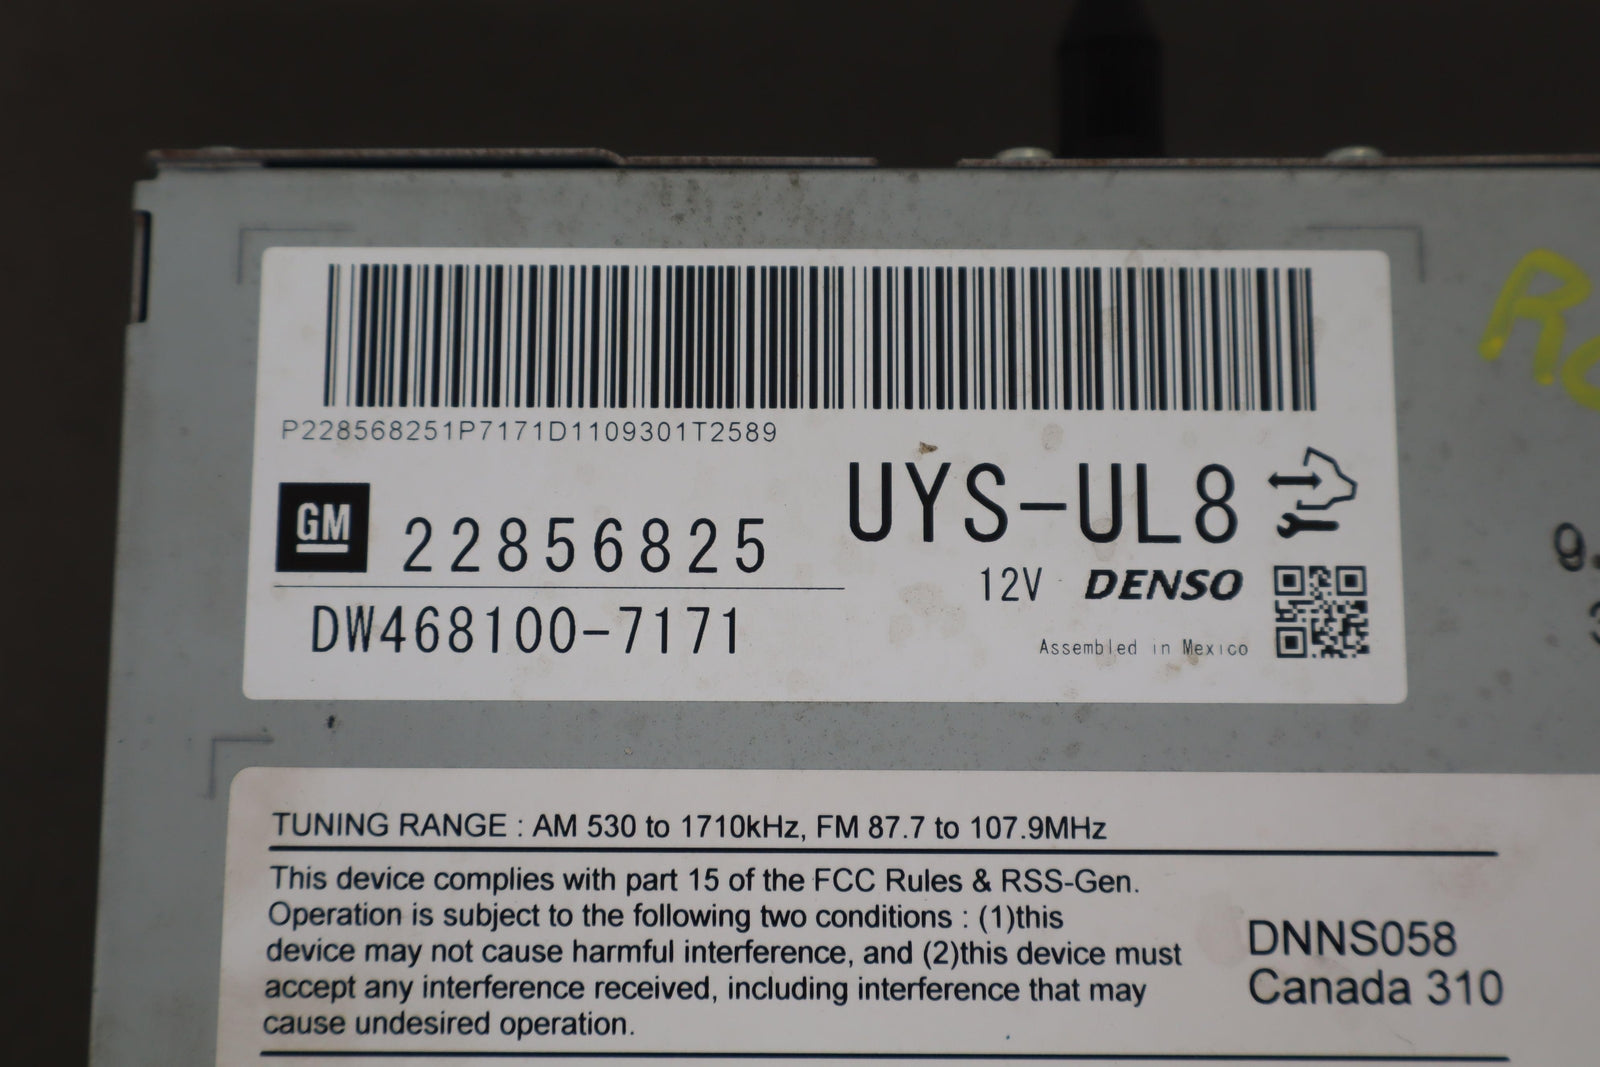 P228568251P7171D1109301T2589
GM 22856825
UYS-UL8
DW468100-7171
12V DENSO
Assembled in Mexico
TUNING RANGE : AM 530 to 1710kHz, FM 87.7 to 107.9MHz
This device complies with part 15 of the FCC Rules & RSS-Gen.
Operation is subject to the following two conditions : (1)this
device may not cause harmful interference, and (2)this device must
accept any interference received, including interference that may
cause undesired operation.
DNNS058
Canada 310